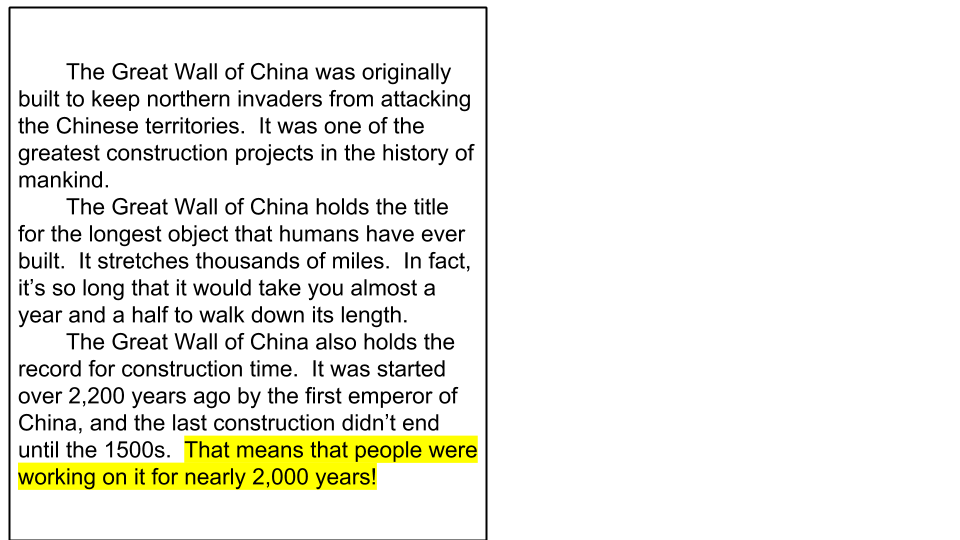 The Great Wall of China was originally
built to keep northern invaders from attacking
the Chinese territories.  It was one of the
greatest construction projects in the history of
mankind.
The Great Wall of China holds the title
for the longest object that humans have ever
built.  It stretches thousands of miles.  In fact,
it’s so long that it would take you almost a
year and a half to walk down its length.
The Great Wall of China also holds the
record for construction time.  It was started
over 2,200 years ago by the first emperor of
China, and the last construction didn’t end
until the 1500s.  That means that people were
working on it for nearly 2,000 years!